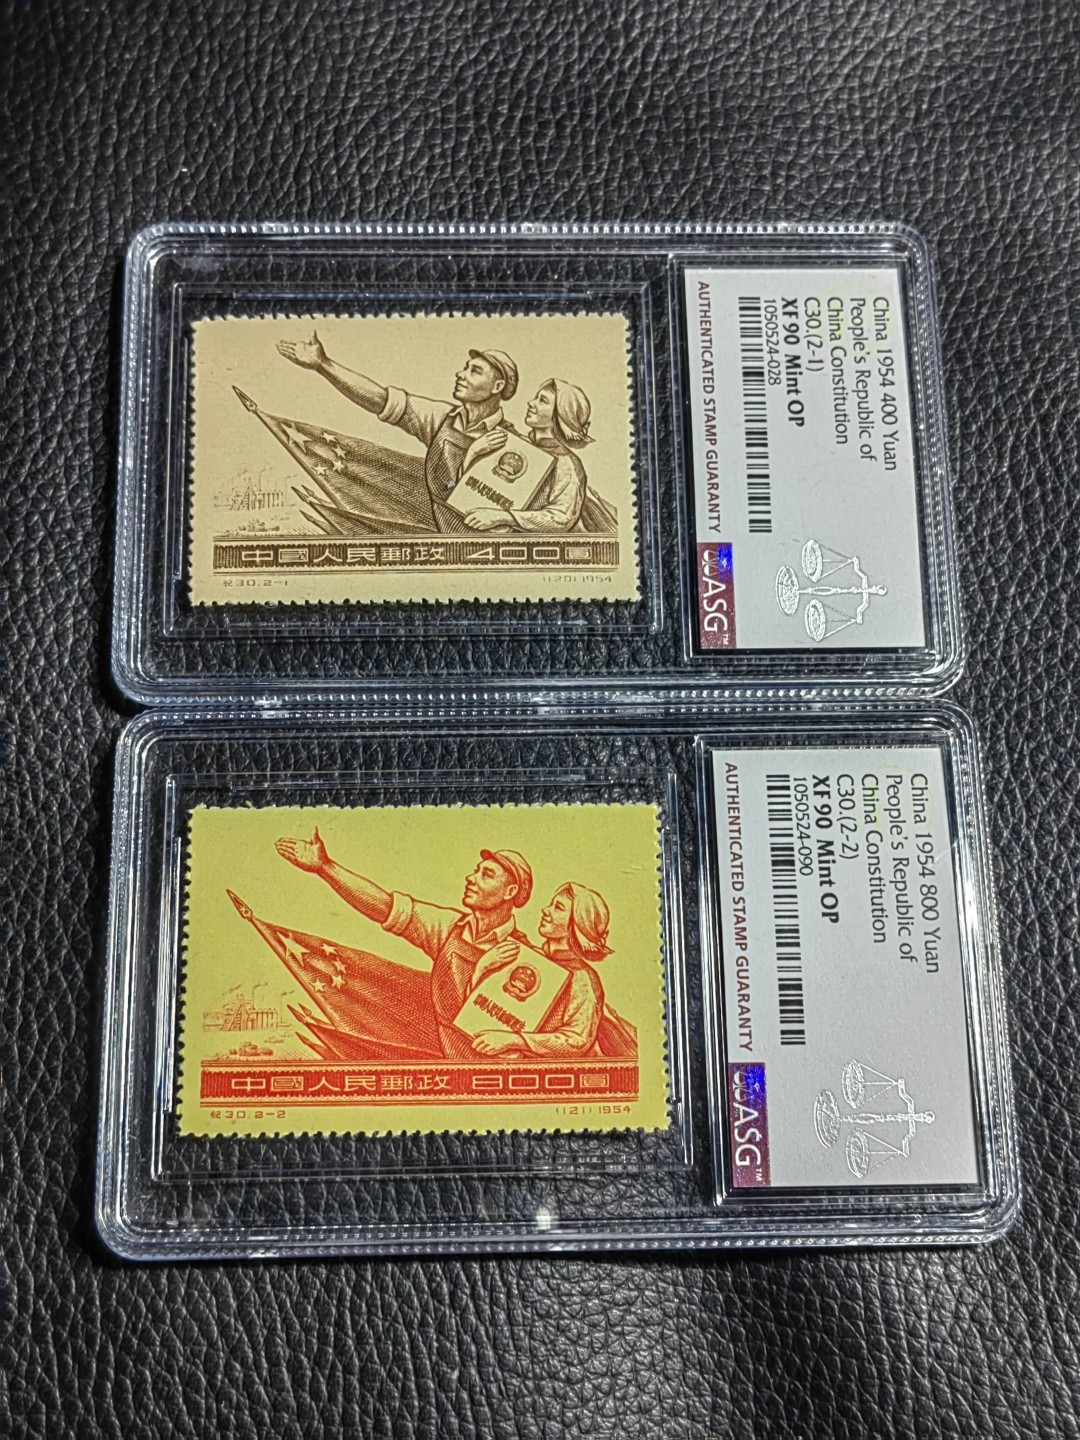 中國人民郵政 400圓
紀30.2-1
(120) 1954
China 1954 400 Yuan
People's Republic of
China Constitution
C30.(2-1)
XF 90 Mint OP
1050524-028
AUTHENTICATED STAMP GUARANTY
ASG™
中國人民郵政 800圓
紀30.2-2
(121) 1954
China 1954 800 Yuan
People's Republic of
China Constitution
C30.(2-2)
XF 90 Mint OP
1050524-090
AUTHENTICATED STAMP GUARANTY
ASG™